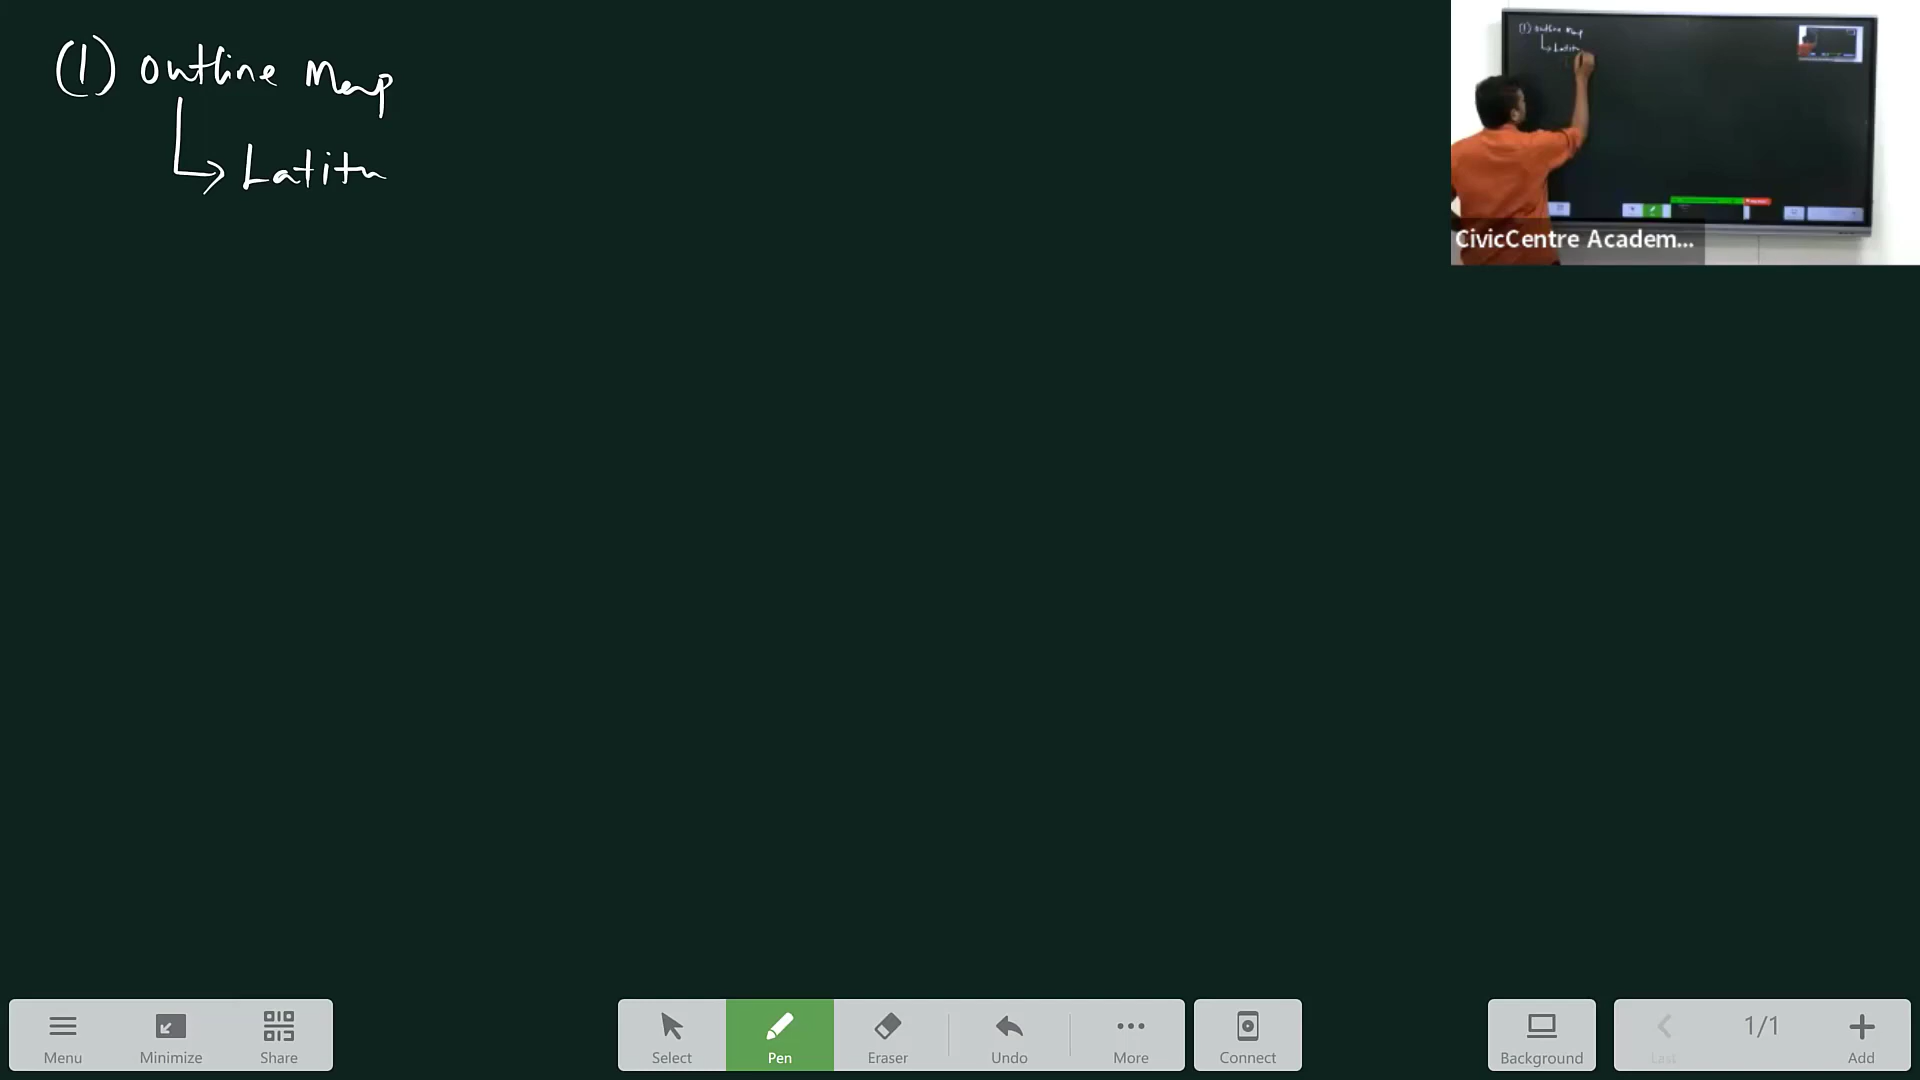 (1) Outline Map
Latitu
CivicCentre Academ...
Menu
Minimize
Share
Select
Pen
Eraser
Undo
More
Connect
Background
Last
1/1
Add